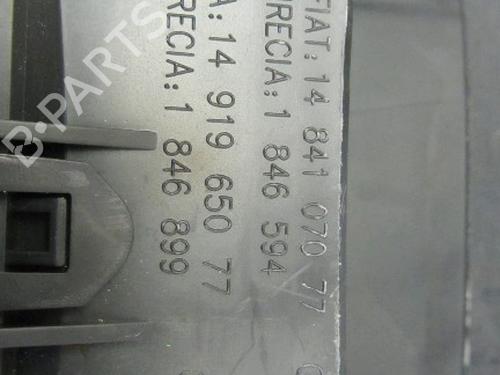 FIAT: 14 841 070 77
RECIA: 1 846 594
A: 14 919 650 77
RECIA: 1 846 899
B-PARTS